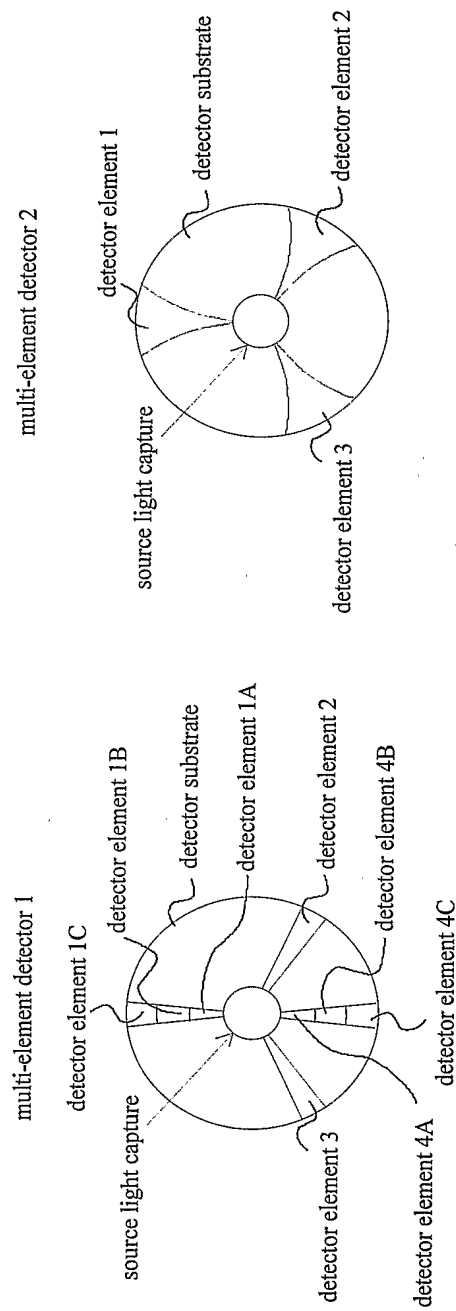 multi-element detector 1
detector element 1C
detector element 1B
detector substrate
detector element 1A
source light capture
detector element 2
detector element 3
detector element 4B
detector element 4A
detector element 4C
multi-element detector 2
detector element 1
detector substrate
source light capture
detector element 2
detector element 3